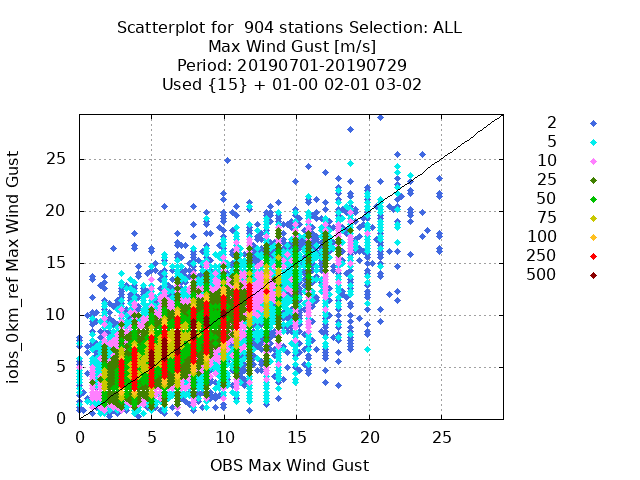 Scatterplot for  904 stations Selection: ALL
Max Wind Gust [m/s]
Period: 20190701-20190729
Used {15} + 01-00 02-01 03-02
iobs_0km_ref Max Wind Gust
25
20
15
10
5
0
0 5 10 15 20 25
OBS Max Wind Gust
2
5
10
25
50
75
100
250
500